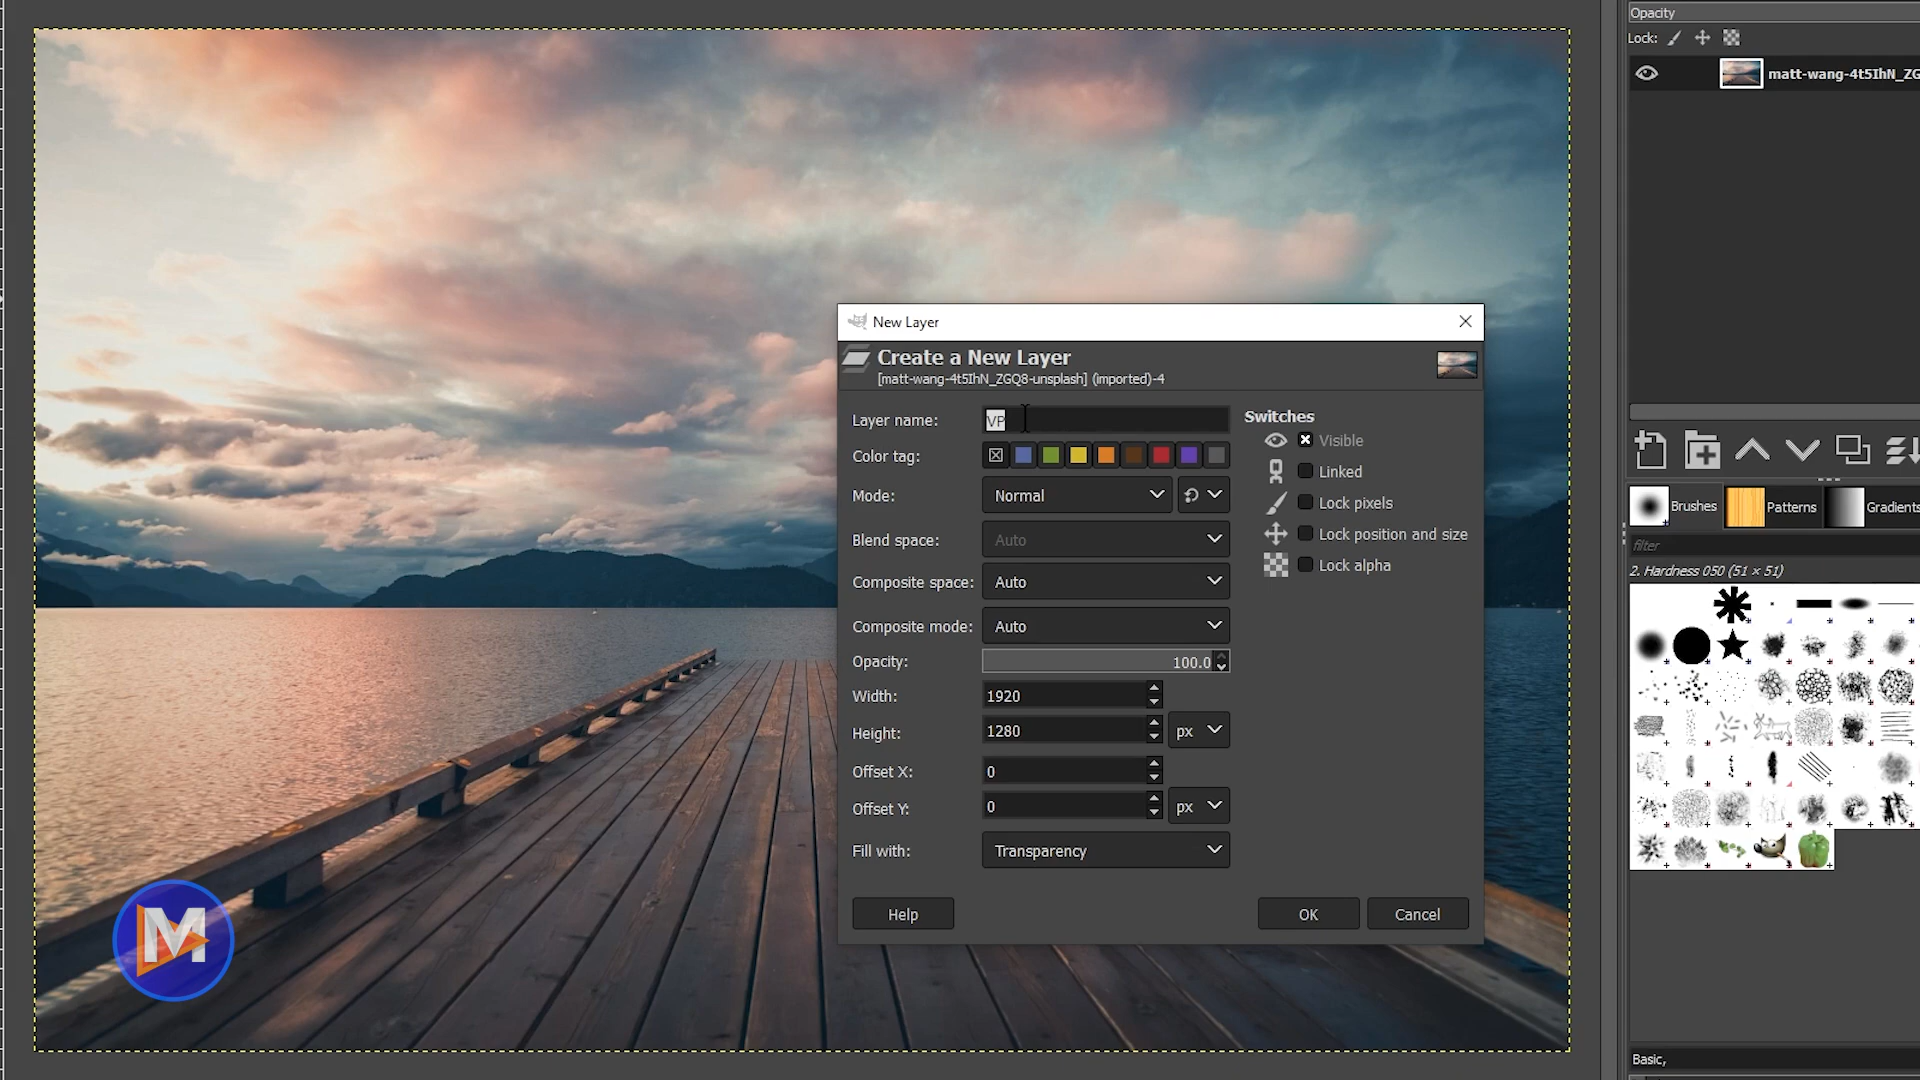 Opacity
Lock:
matt-wang-4t5IhN_ZG
New Layer
Create a New Layer
[matt-wang-4t5IhN_ZGQ8-unsplash] (imported)-4
Layer name: VP
Color tag:
Mode: Normal
Blend space: Auto
Composite space: Auto
Composite mode: Auto
Opacity: 100.0
Width: 1920
Height: 1280 px
Offset X: 0
Offset Y: 0 px
Fill with: Transparency
Switches
Visible
Linked
Lock pixels
Lock position and size
Lock alpha
Help OK Cancel
Brushes Patterns Gradients
filter
2. Hardness 050 (51 × 51)
Basic,
M